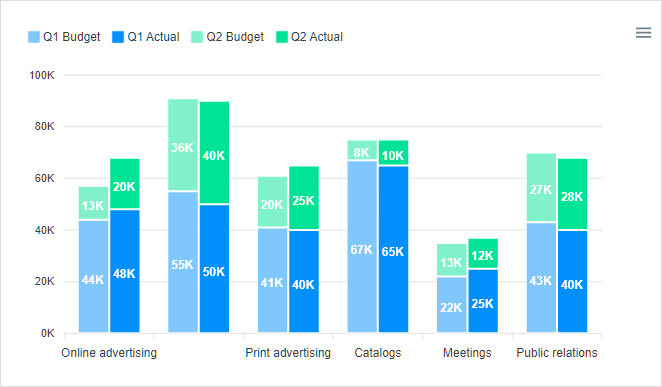 Q1 Budget Q1 Actual Q2 Budget Q2 Actual
100K
80K
60K
40K
20K
0K
13K 20K 36K 40K 20K 25K 8K 10K 13K 12K 27K 28K
44K 48K 55K 50K 41K 40K 67K 65K 22K 25K 43K 40K
Online advertising Print advertising Catalogs Meetings Public relations